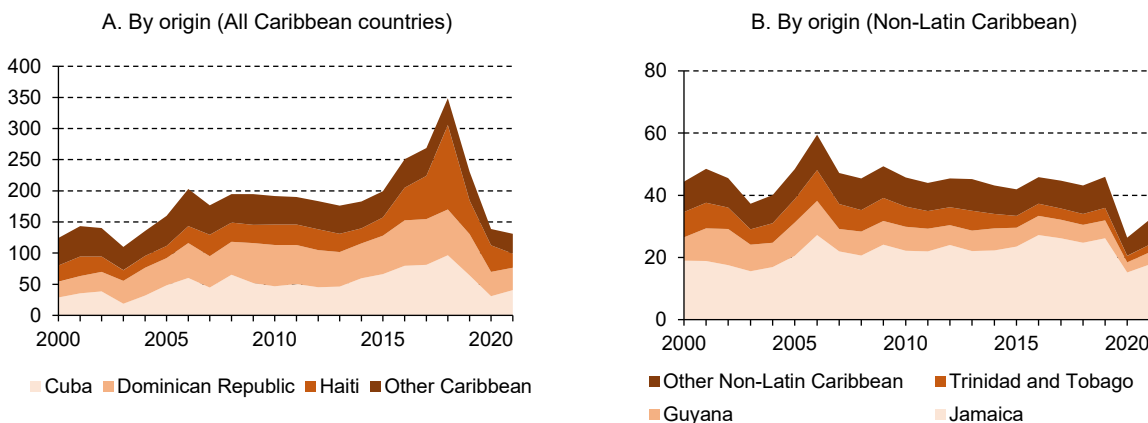 A. By origin (All Caribbean countries)
400
350
300
250
200
150
100
50
0
2000 2005 2010 2015 2020
Cuba Dominican Republic Haiti Other Caribbean
B. By origin (Non-Latin Caribbean)
80
60
40
20
0
2000 2005 2010 2015 2020
Other Non-Latin Caribbean Trinidad and Tobago
Guyana Jamaica